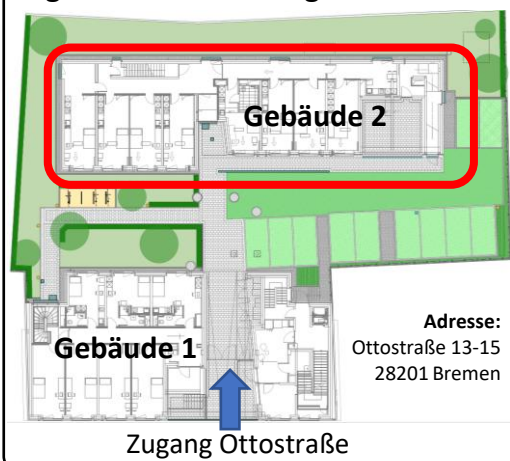 Gebäude 2
Gebäude 1
Adresse:
Ottostraße 13-15
28201 Bremen
Zugang Ottostraße